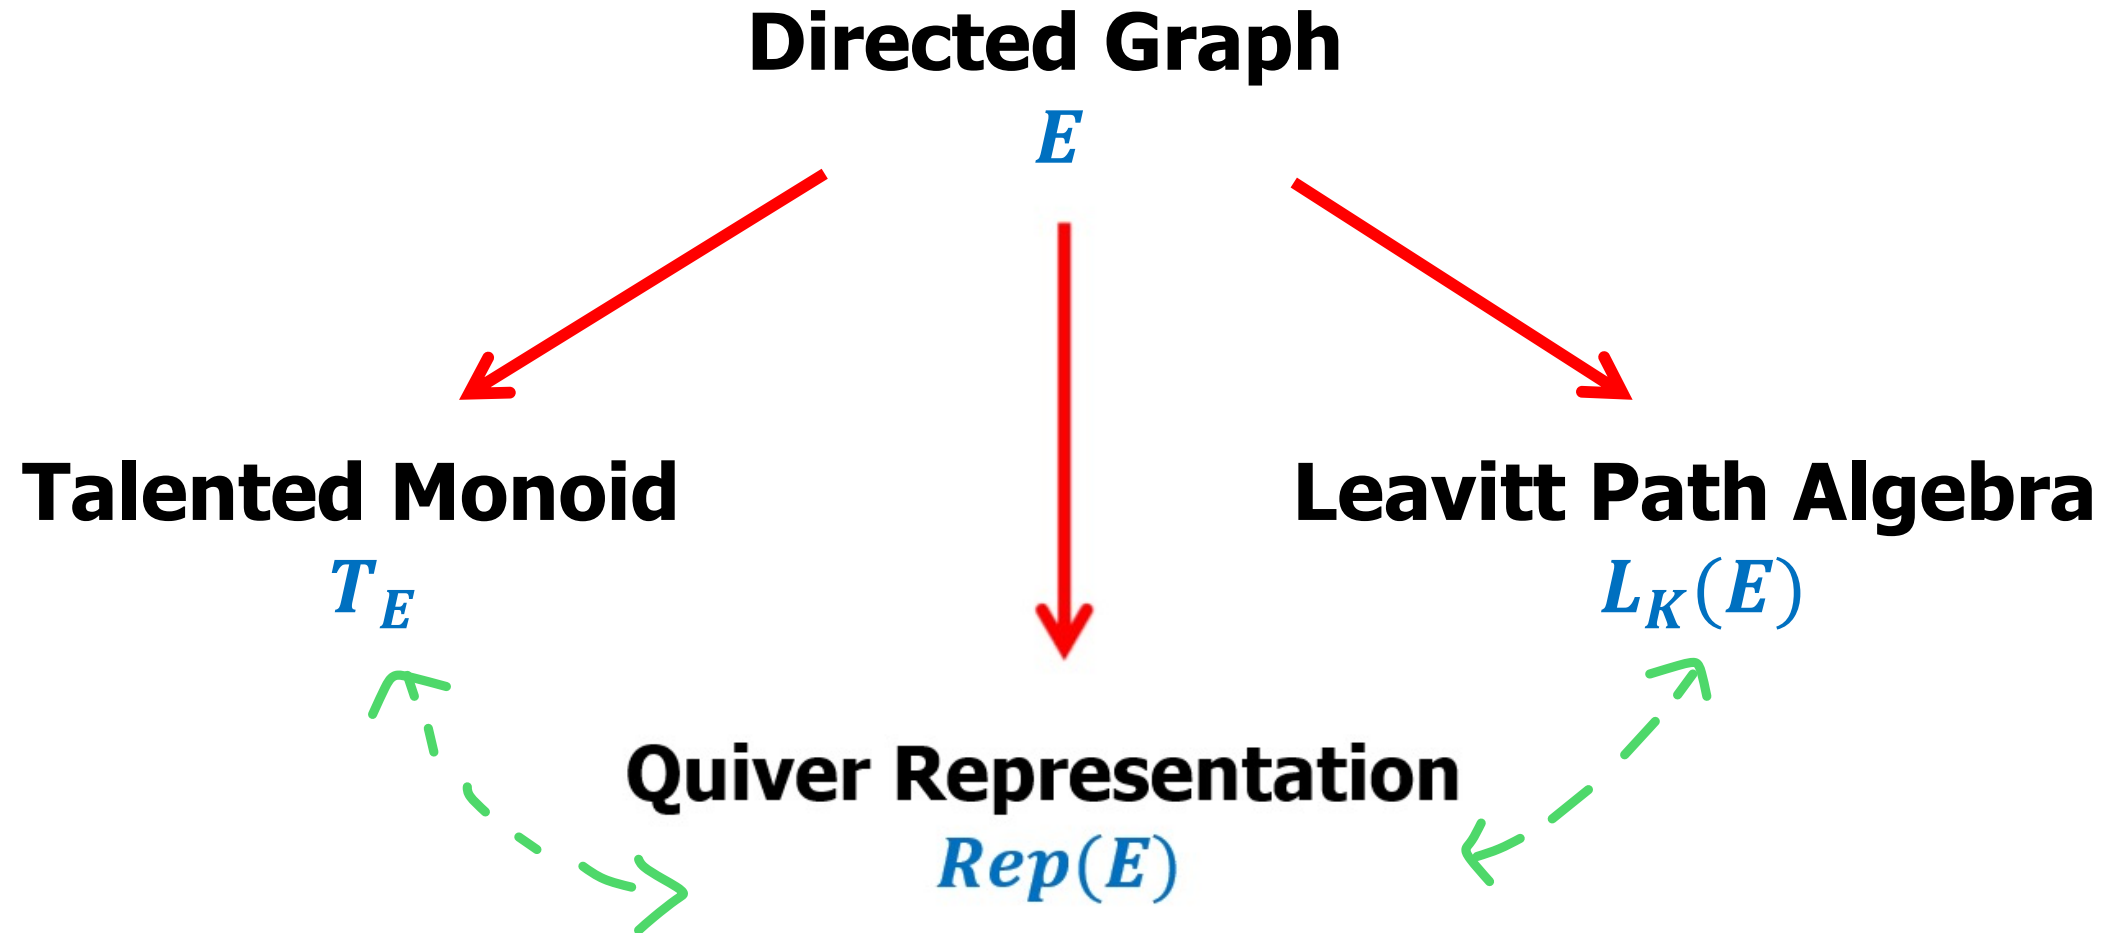 Directed Graph
E
Talented Monoid
Leavitt Path Algebra
T_E
L_K(E)
Quiver Representation
Rep(E)